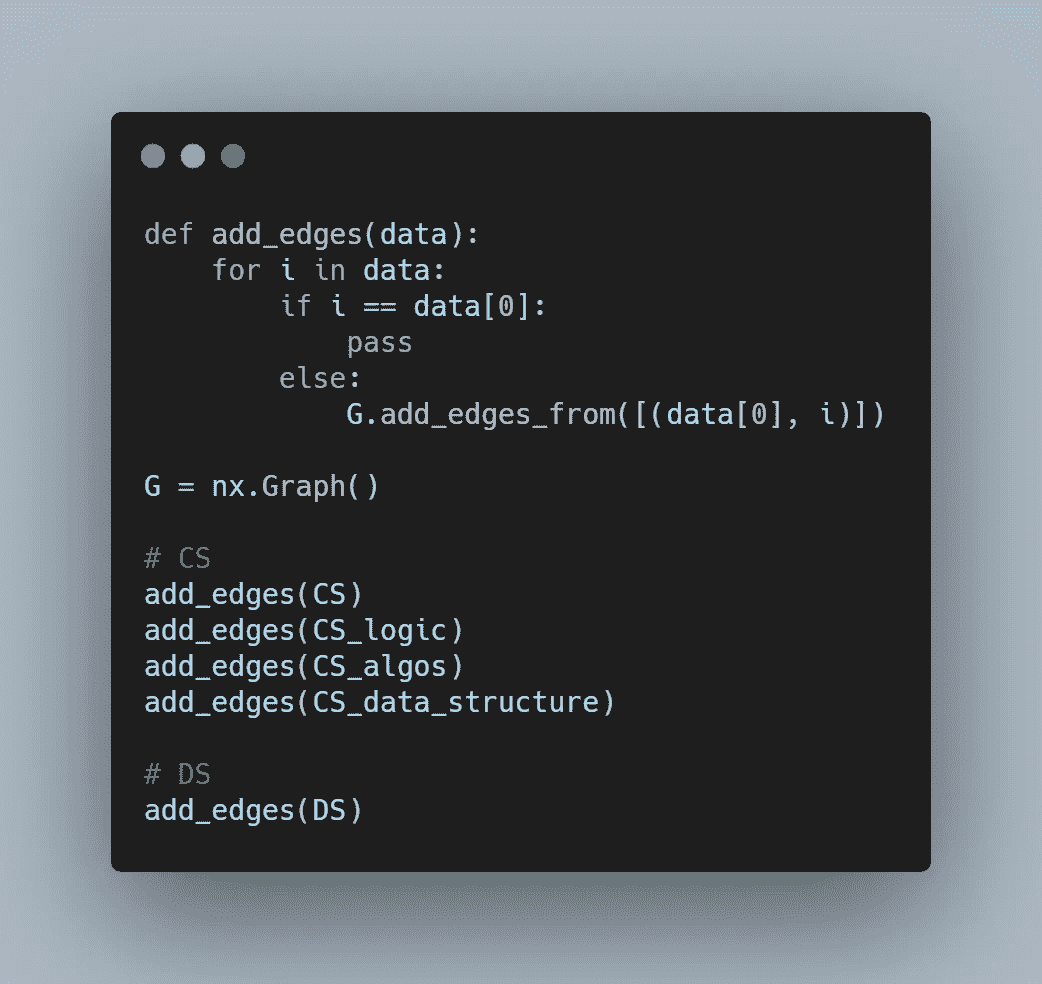 def add_edges(data):
    for i in data:
        if i == data[0]:
            pass
        else:
            G.add_edges_from([(data[0], i)])

G = nx.Graph()

# CS
add_edges(CS)
add_edges(CS_logic)
add_edges(CS_algos)
add_edges(CS_data_structure)

# DS
add_edges(DS)